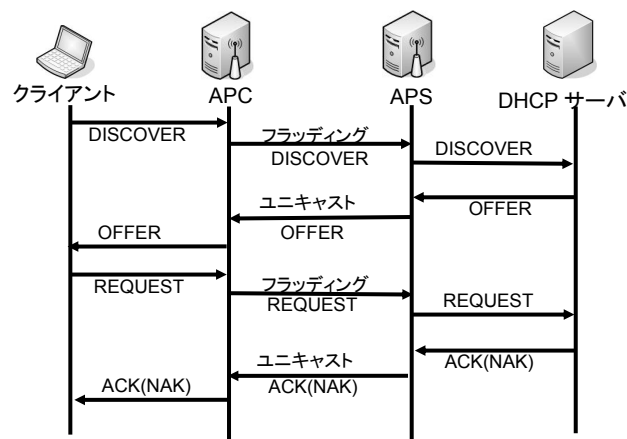 クライアント
APC
APS
DHCP サーバ
DISCOVER
フラッディング
DISCOVER
DISCOVER
OFFER
ユニキャスト
OFFER
OFFER
REQUEST
フラッディング
REQUEST
REQUEST
ACK(NAK)
ユニキャスト
ACK(NAK)
ACK(NAK)